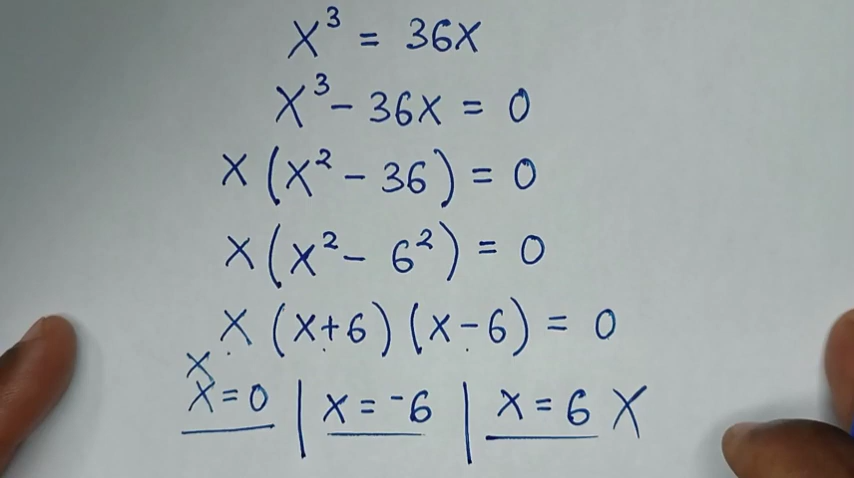 x³ = 36x
x³ - 36x = 0
x(x² - 36) = 0
x(x² - 6²) = 0
x(x+6)(x-6) = 0
x
x=0 | x = -6 | x = 6 X